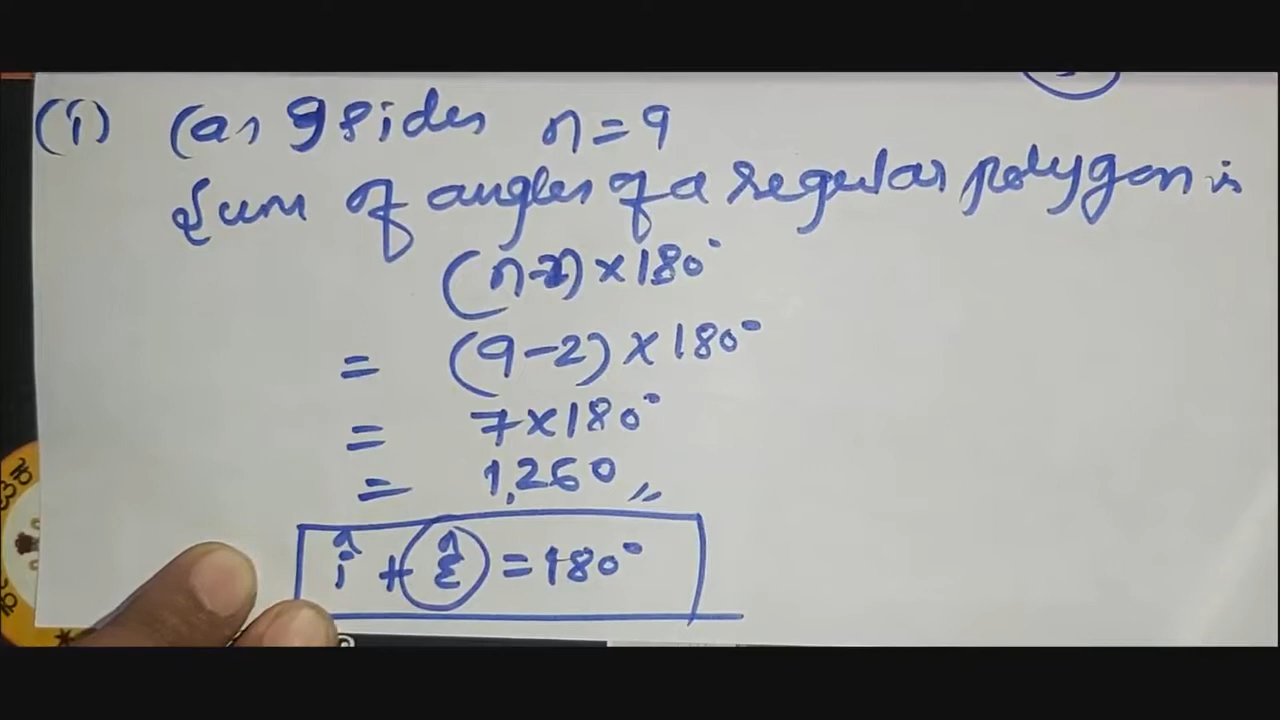 (i) (as 9 sides n=9
Sum of angles of a regular polygon is
(n-2)×180°
= (9-2)×180°
= 7×180°
= 1,260 〃
î + ε̂ = 180°